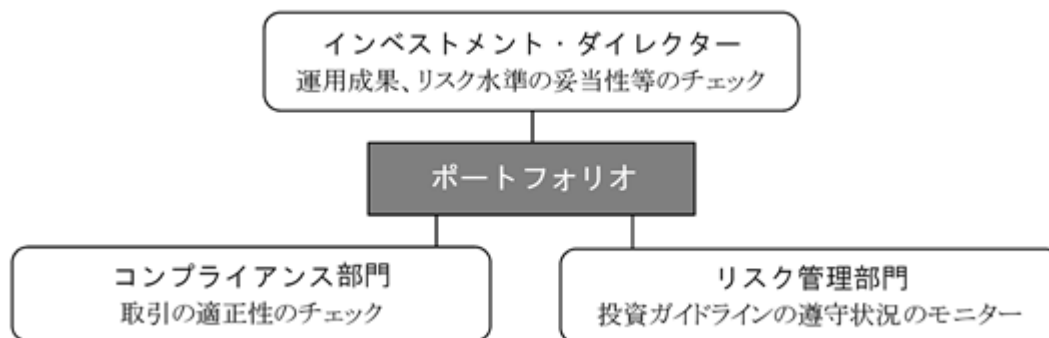 インベストメント・ダイレクター
運用成果、リスク水準の妥当性等のチェック
ポートフォリオ
コンプライアンス部門
取引の適正性のチェック
リスク管理部門
投資ガイドラインの遵守状況のモニター